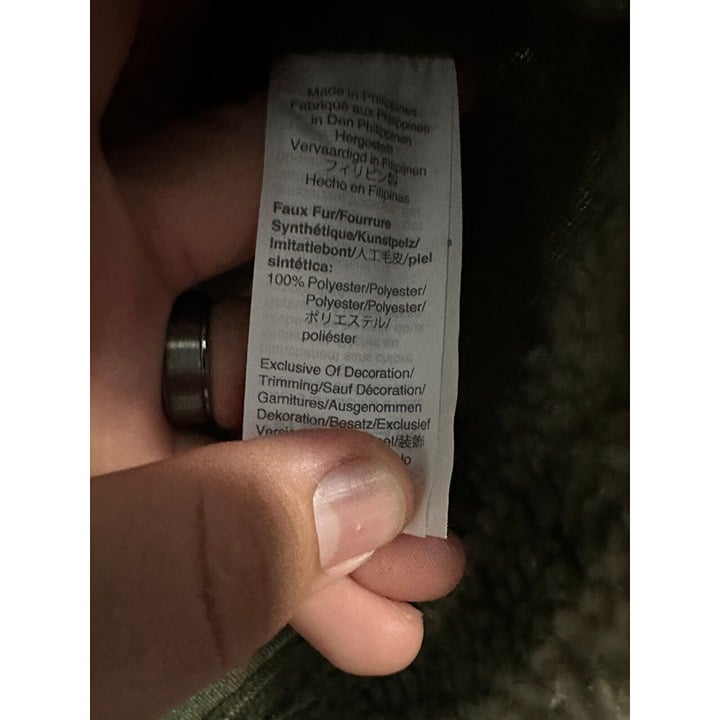 Made in Philippines
Fabriqué aux Philippines
in Den Philippinen
Hergestellt
Vervaardigd in Filipijnen
フィリピン製
Hecho en Filipinas
Faux Fur/Fourrure
Synthétique/Kunstpelz/
Imitatiebont/人工毛皮/piel
sintética:
100% Polyester/Polyester/
Polyester/Polyester/
ポリエステル/
poliéster
Exclusive Of Decoration/
Trimming/Sauf Décoration/
Garnitures/Ausgenommen
Dekoration/Besatz/Exclusief